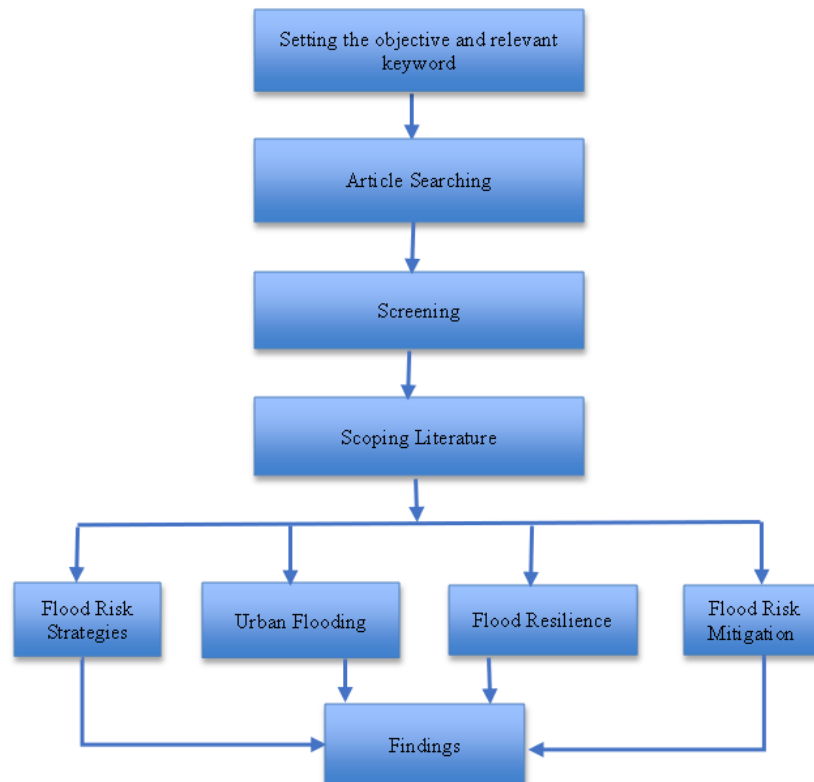 Setting the objective and relevant
keyword
Article Searching
Screening
Scoping Literature
Flood Risk
Strategies
Urban Flooding
Flood Resilience
Flood Risk
Mitigation
Findings